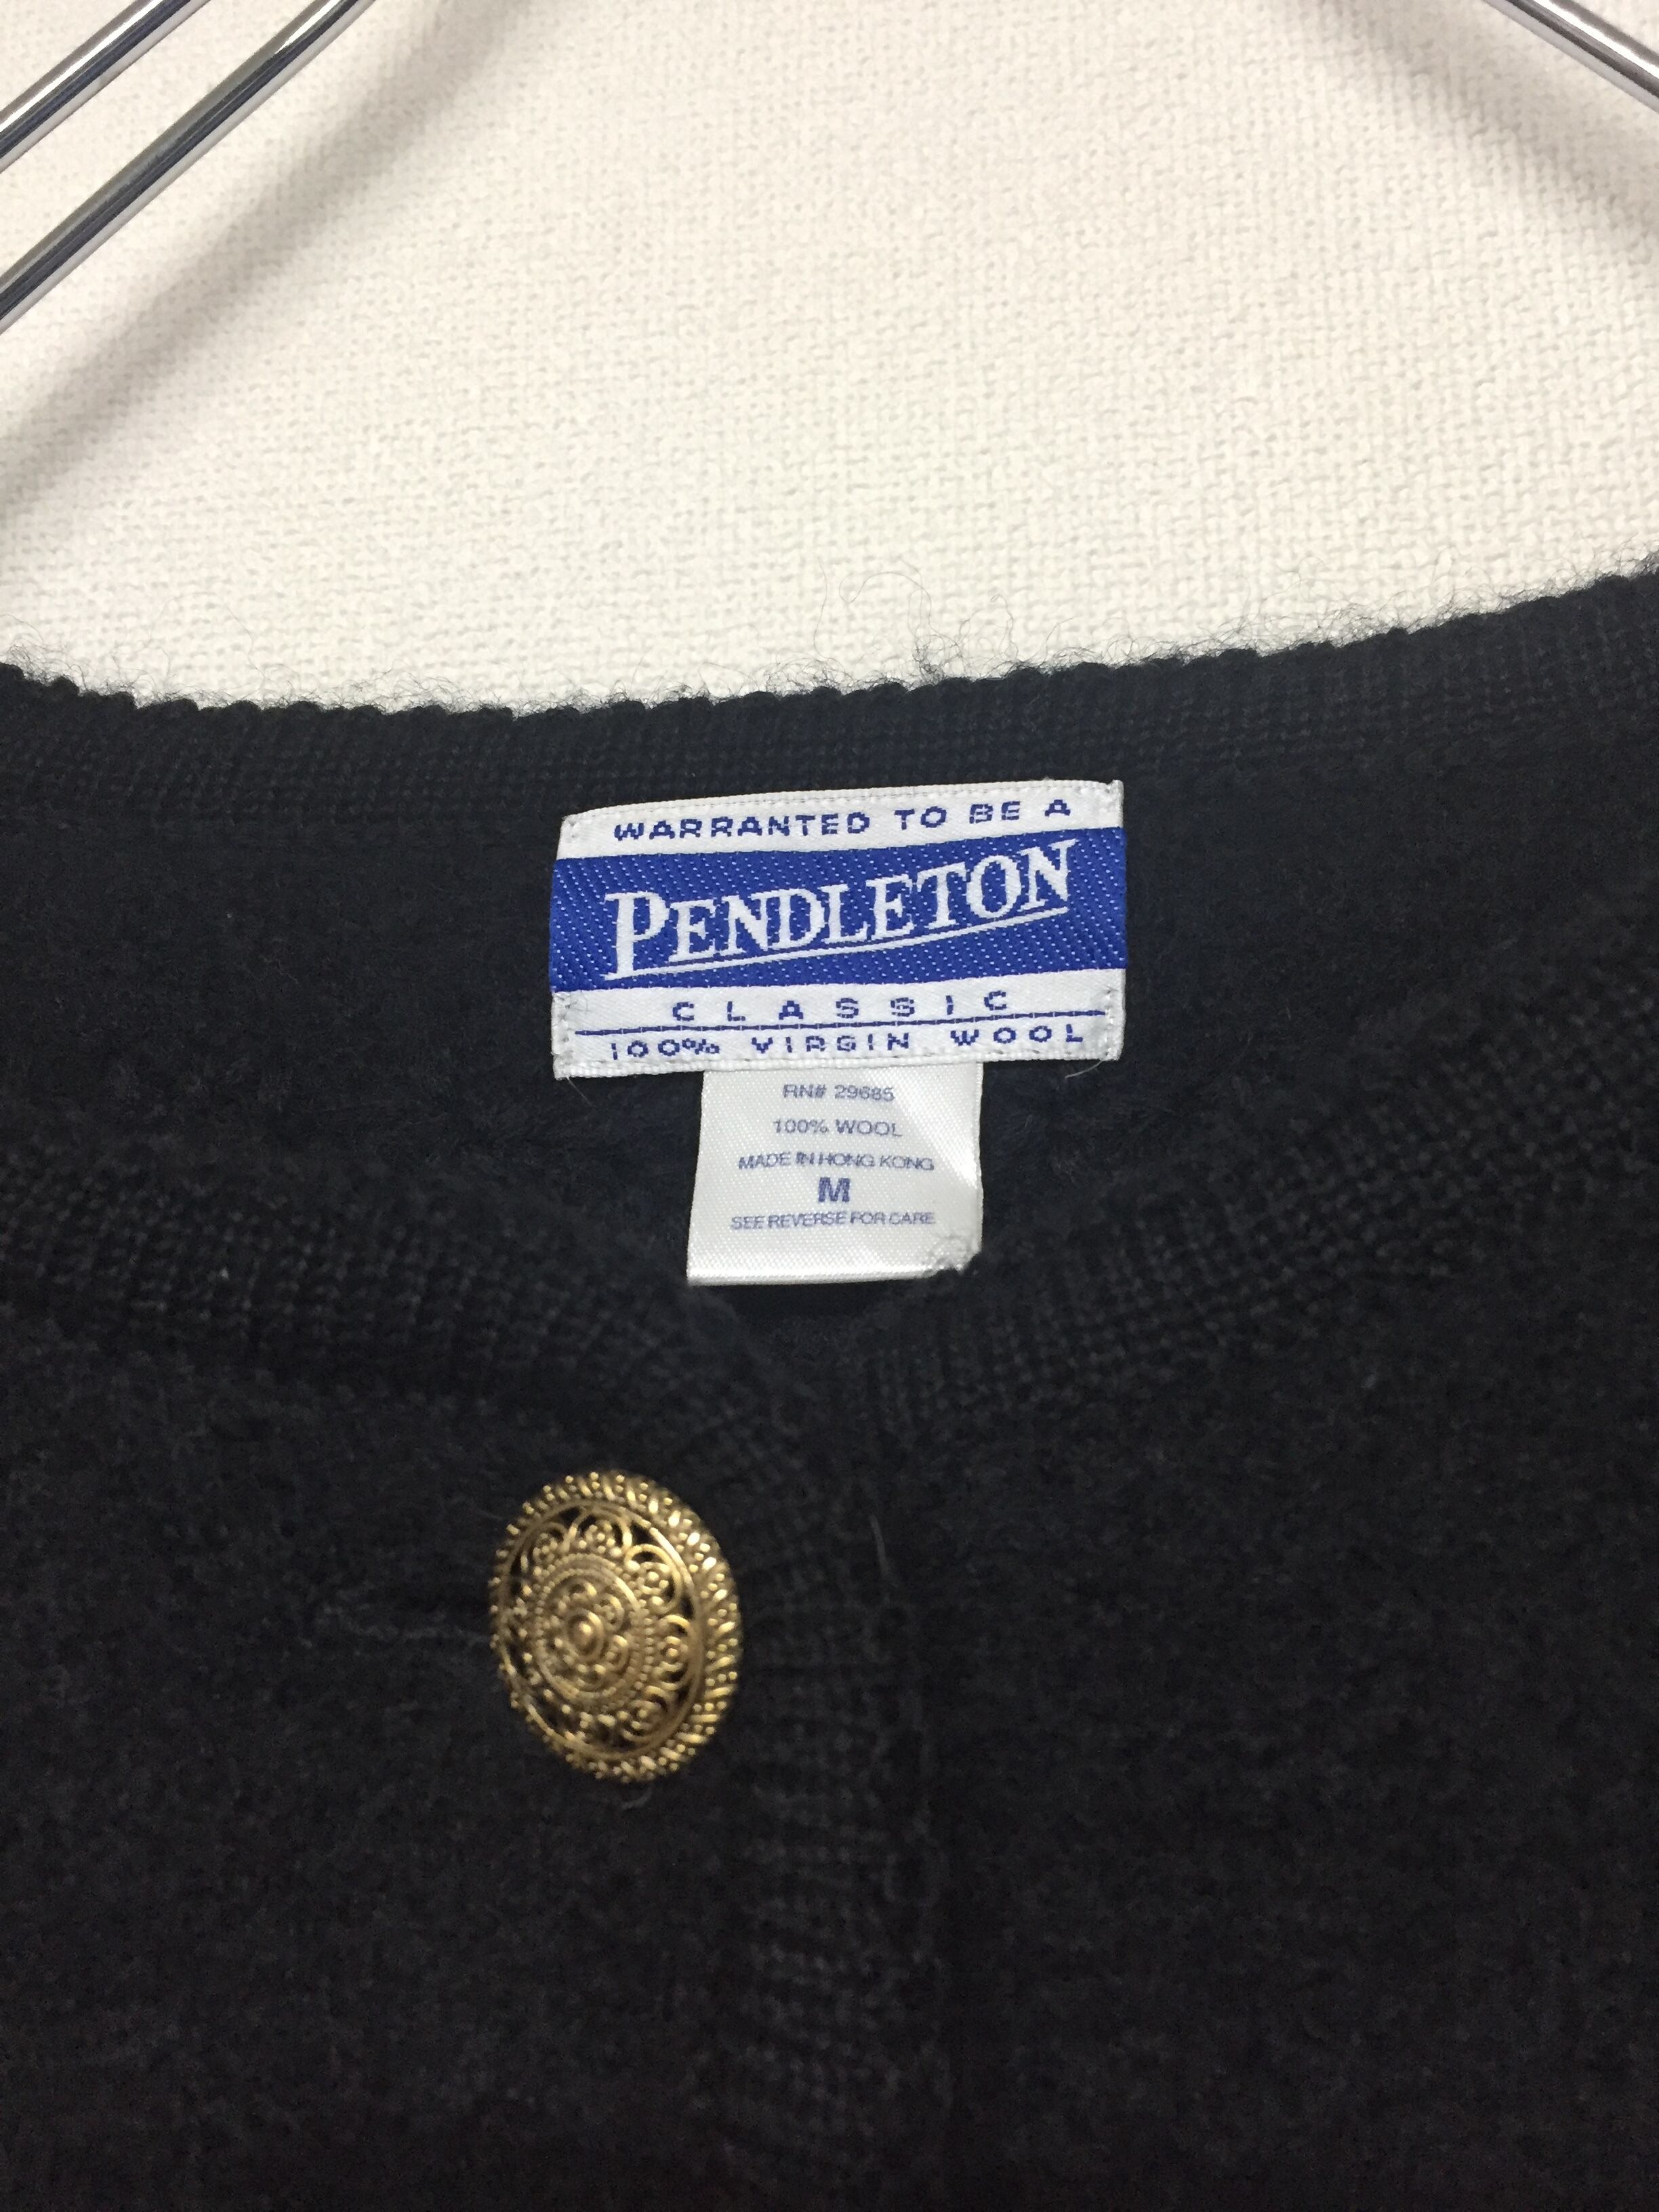 WARRANTED TO BE A
PENDLETON
CLASSIC
100% VIRGIN WOOL
RN# 29685
100% WOOL
MADE IN HONG KONG
M
SEE REVERSE FOR CARE